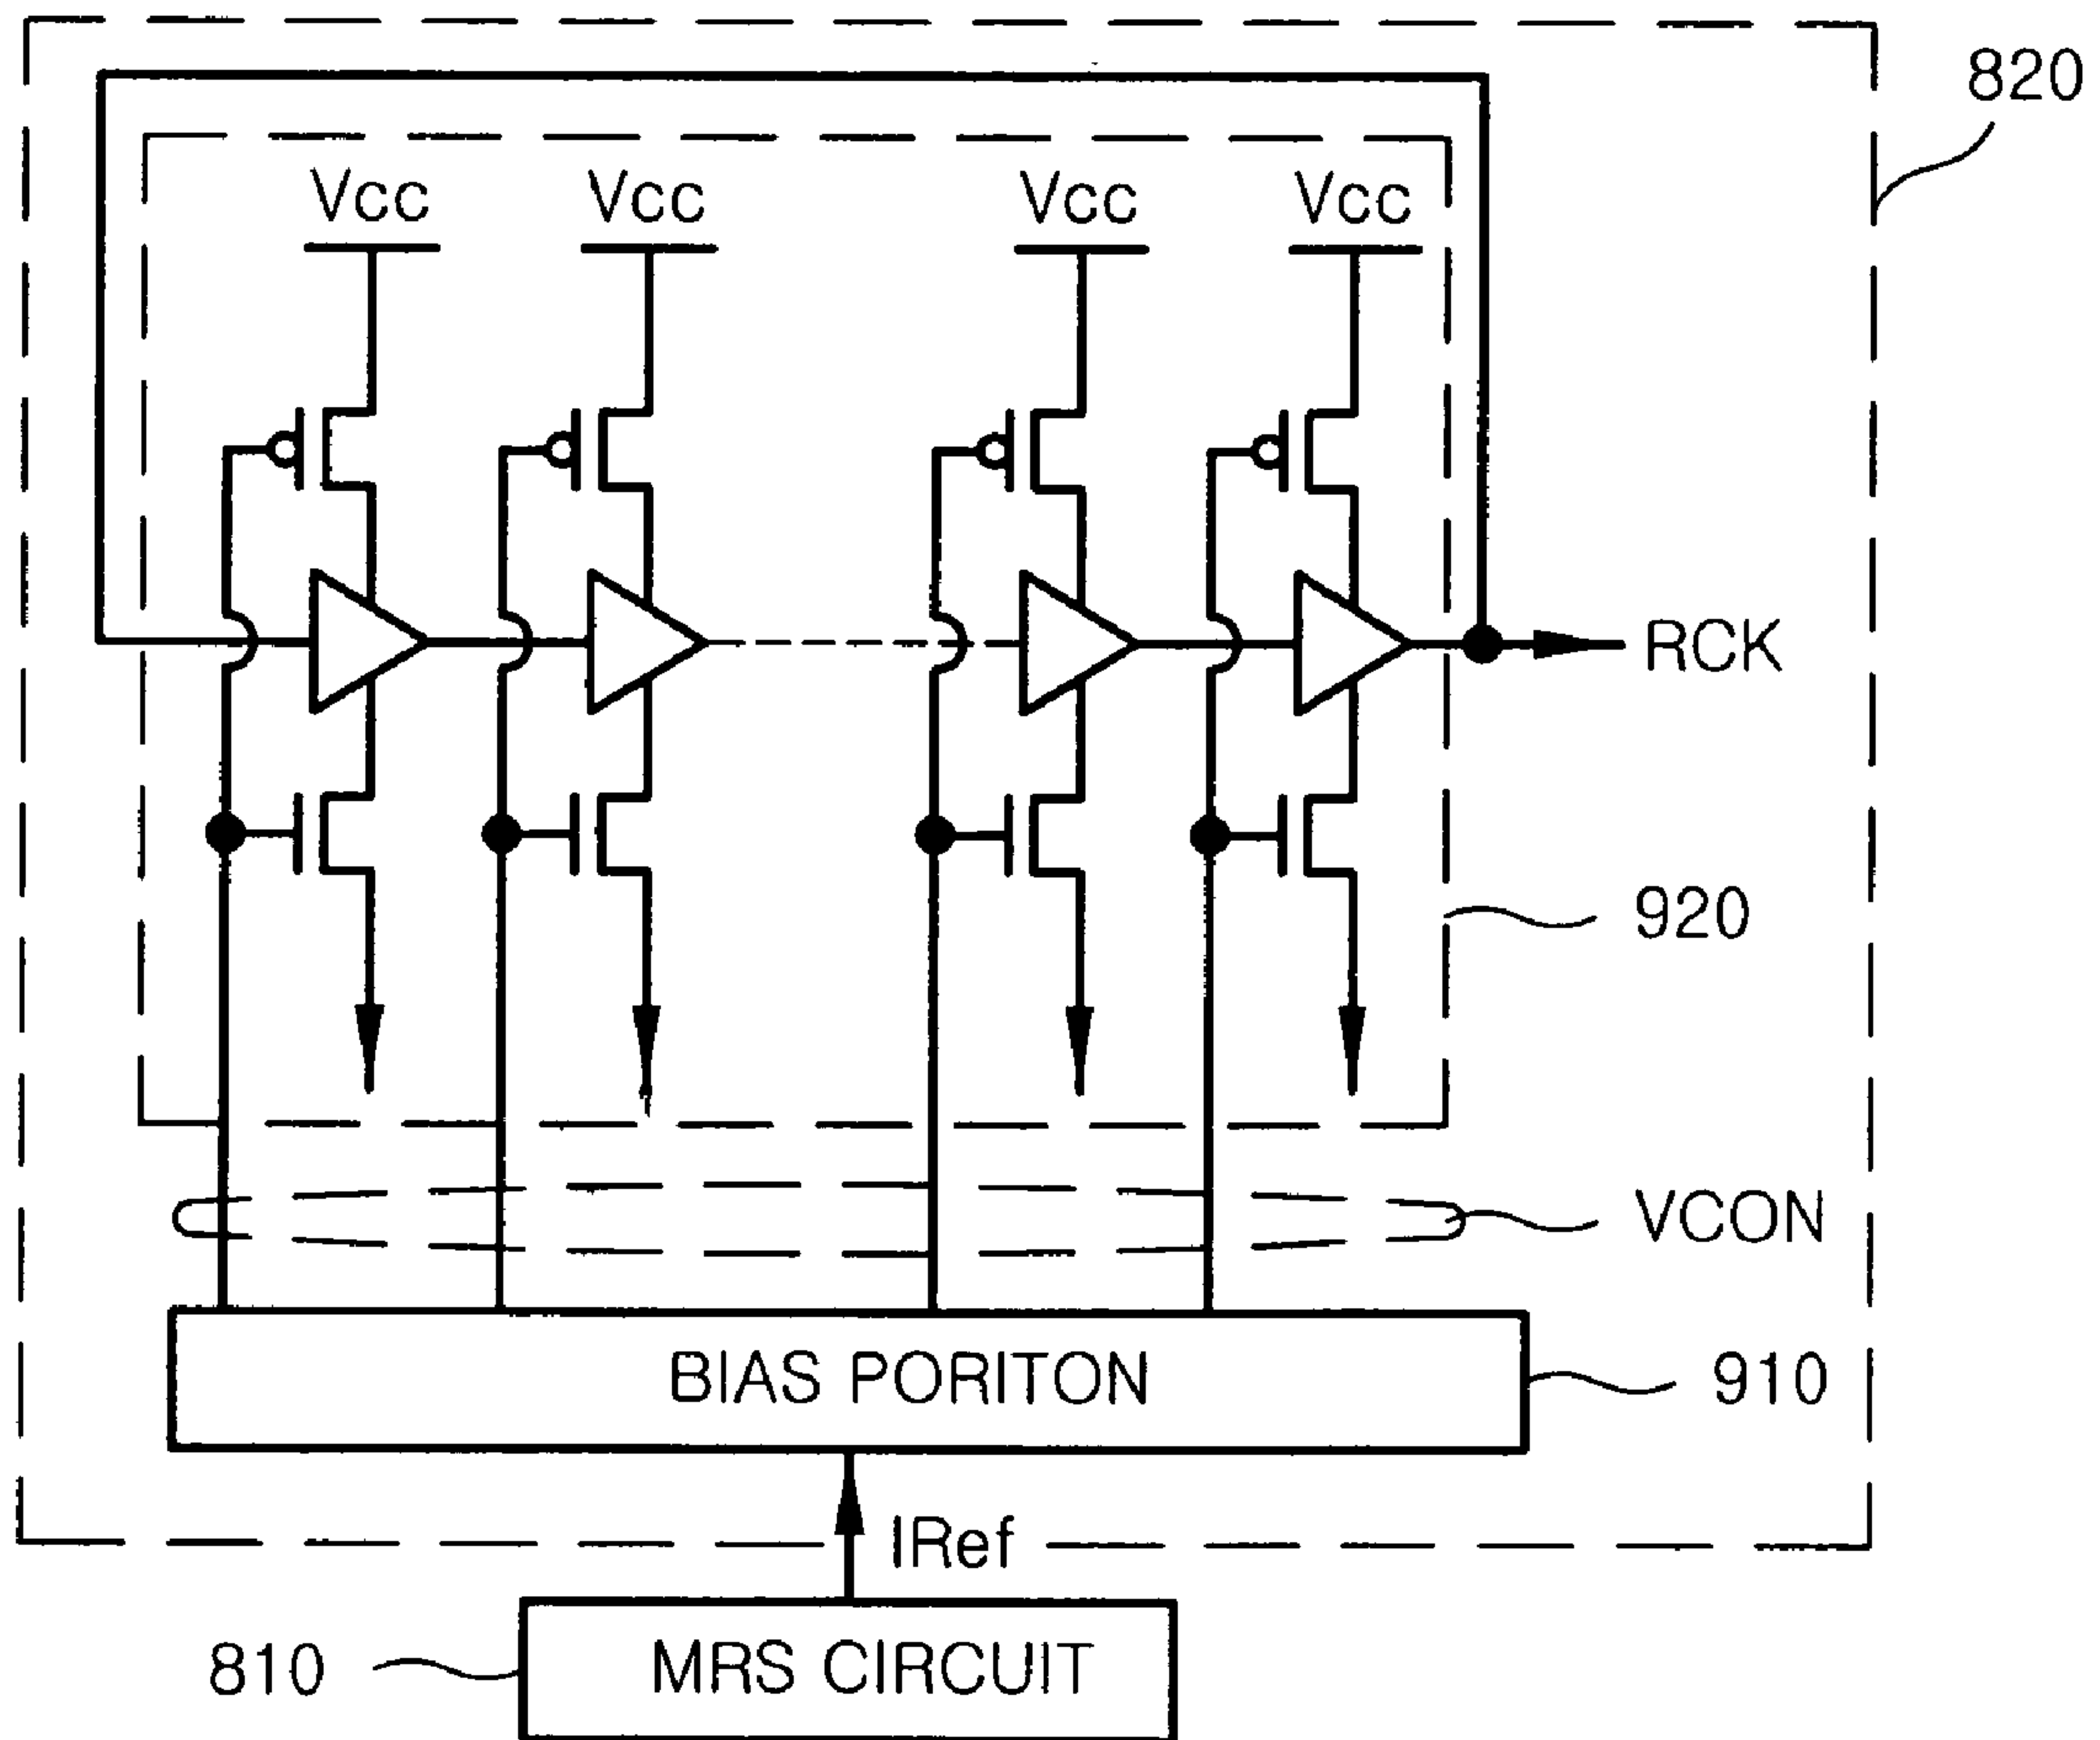 820
Vcc Vcc Vcc Vcc
RCK
920
VCON
BIAS PORITON
910
IRef
810
MRS CIRCUIT